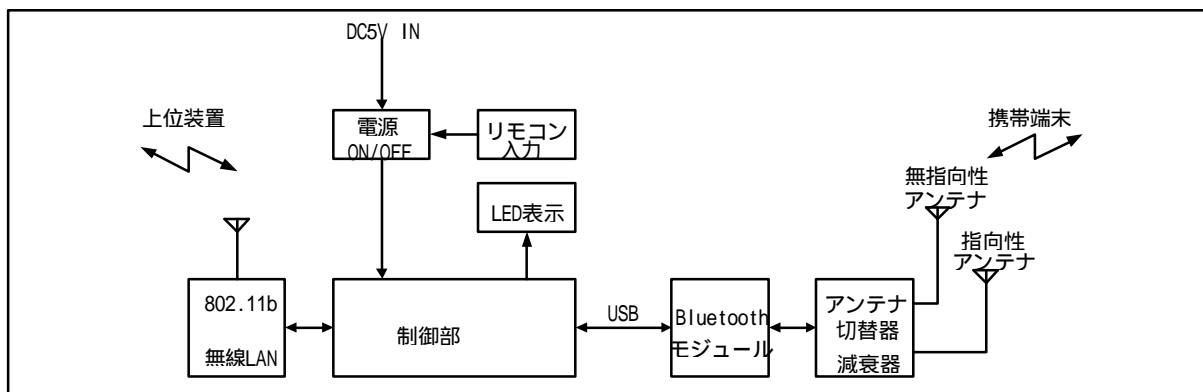 DC5V IN
上位装置
電源
ON/OFF
リモコン
入力
携帯端末
無指向性
アンテナ
LED表示
指向性
アンテナ
802.11b
無線LAN
制御部
USB
Bluetooth
モジュール
アンテナ
切替器
減衰器